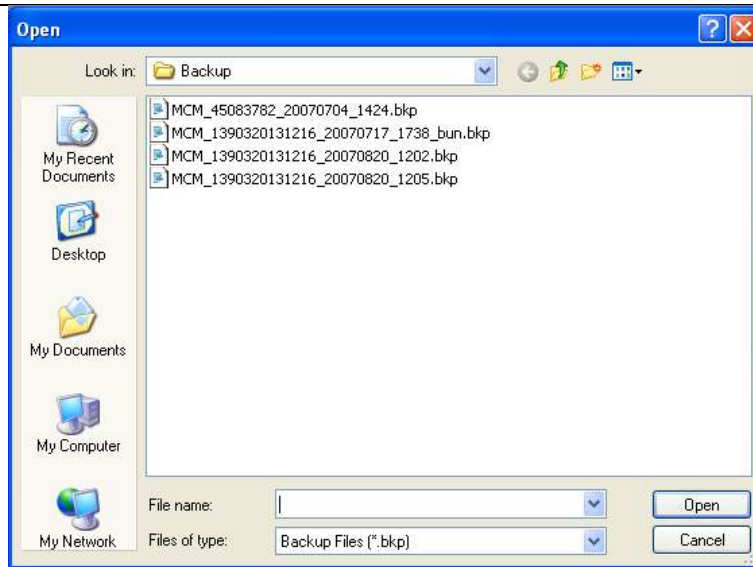 Open
Look in: Backup
MCM_45083782_20070704_1424.bkp
MCM_1390320131216_20070717_1738_bun.bkp
MCM_1390320131216_20070820_1202.bkp
MCM_1390320131216_20070820_1205.bkp
My Recent
Documents
Desktop
My Documents
My Computer
My Network
File name:
Open
Files of type: Backup Files (*.bkp)
Cancel